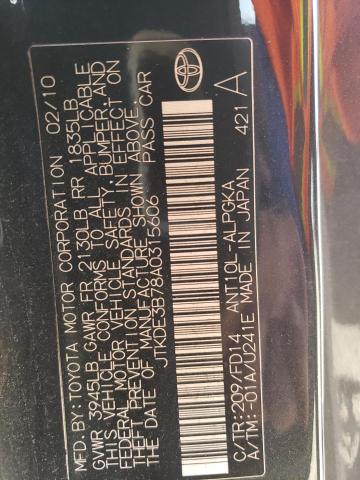 MFD. BY: TOYOTA MOTOR CORPORATION 02/10
GVWR 3945LB GAWR FR 2130LB RR 1835LB
THIS VEHICLE CONFORMS TO ALL APPLICABLE
FEDERAL MOTOR VEHICLE SAFETY, BUMPER, AND
THEFT PREVENTION STANDARDS IN EFFECT ON
THE DATE OF MANUFACTURE SHOWN ABOVE.
JTKDE3B78A0315606 PASS CAR
C/TR:209/FD14 ANT10L-ALPGKA
A/TM:-01A/U241E MADE IN JAPAN 421 A